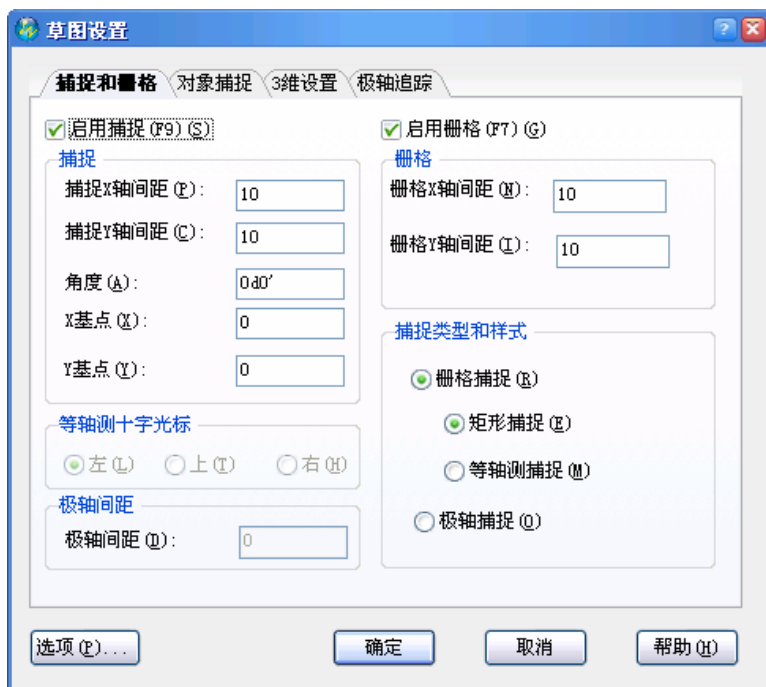 草图设置
捕捉和栅格 对象捕捉 3维设置 极轴追踪
启用捕捉(F9)(S)
捕捉
捕捉X轴间距(P): 10
捕捉Y轴间距(C): 10
角度(A): 0d0'
X基点(X): 0
Y基点(Y): 0
等轴测十字光标
左(L) 上(T) 右(H)
极轴间距
极轴间距(D): 0
启用栅格(F7)(G)
栅格
栅格X轴间距(N): 10
栅格Y轴间距(I): 10
捕捉类型和样式
栅格捕捉(R)
矩形捕捉(E)
等轴测捕捉(M)
极轴捕捉(O)
选项(P)... 确定 取消 帮助(H)